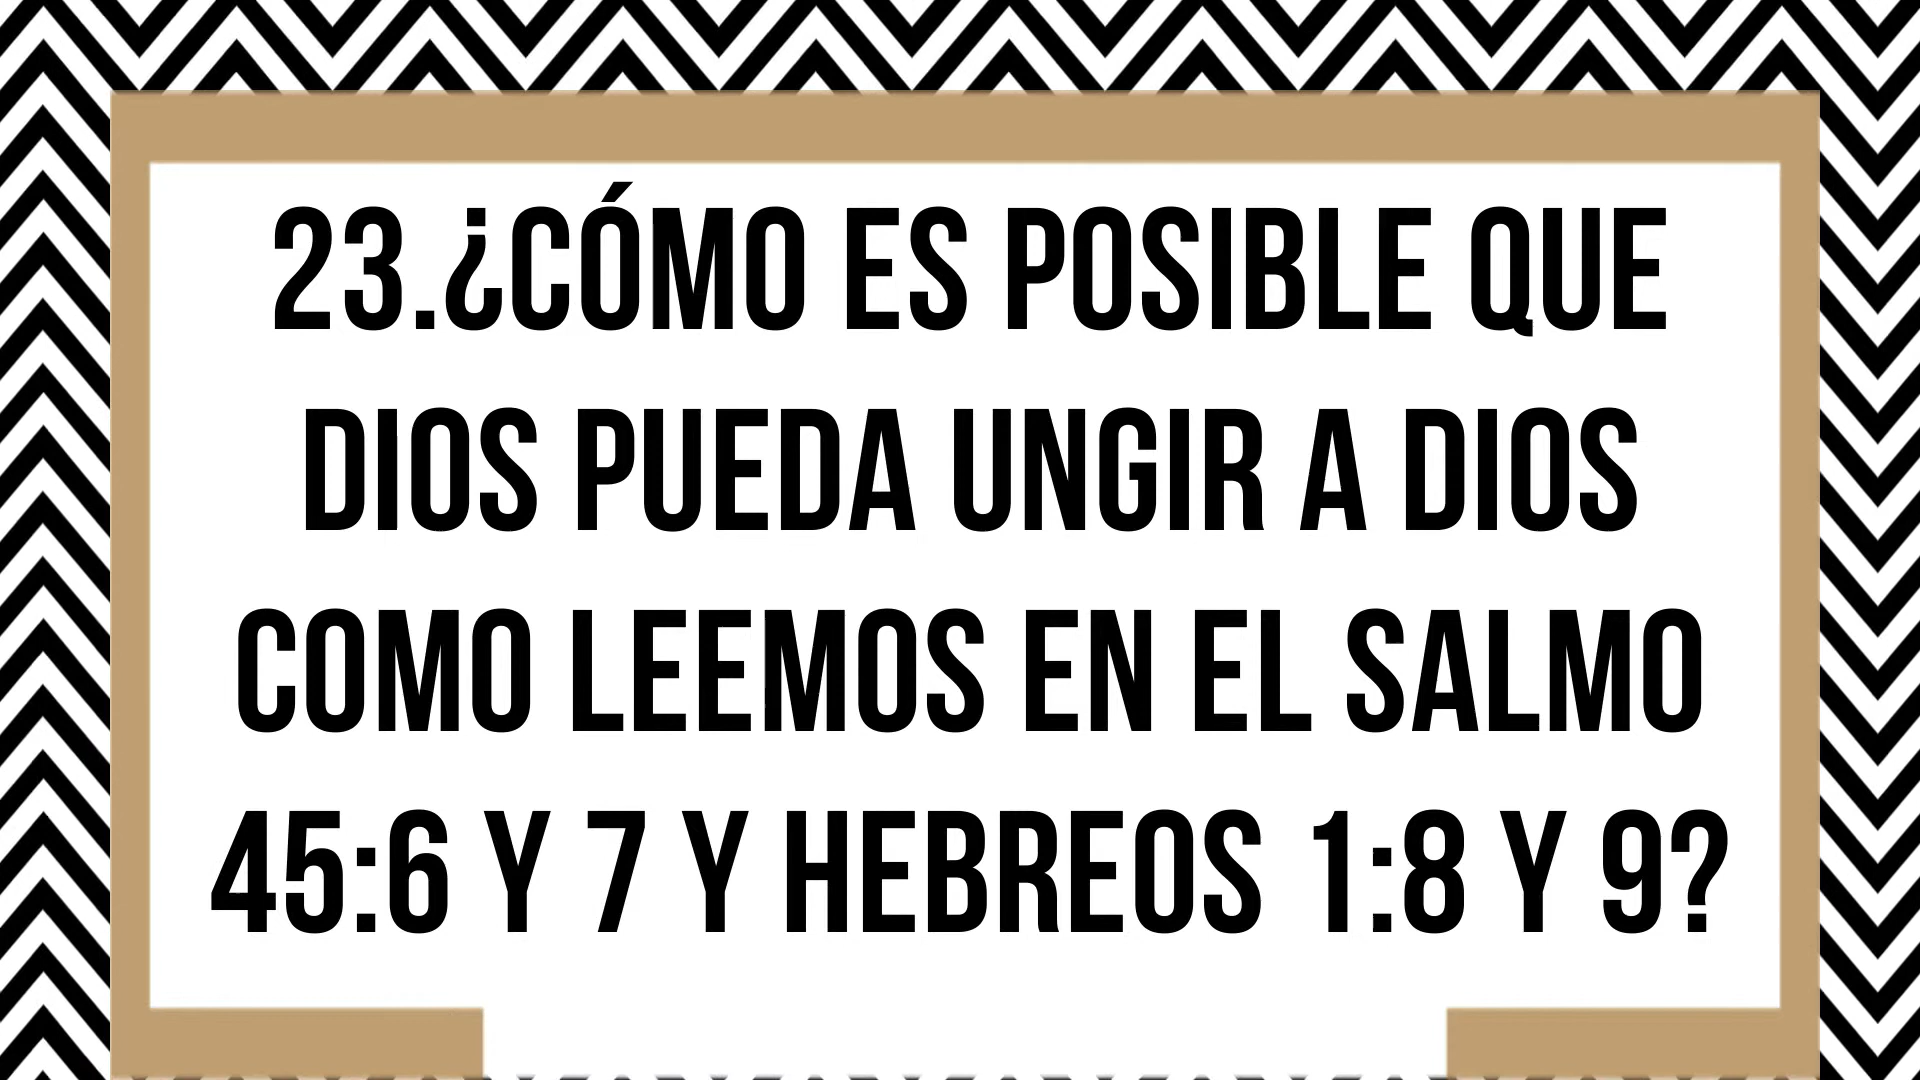 23.¿CÓMO ES POSIBLE QUE
DIOS PUEDA UNGIR A DIOS
COMO LEEMOS EN EL SALMO
45:6 Y 7 Y HEBREOS 1:8 Y 9?